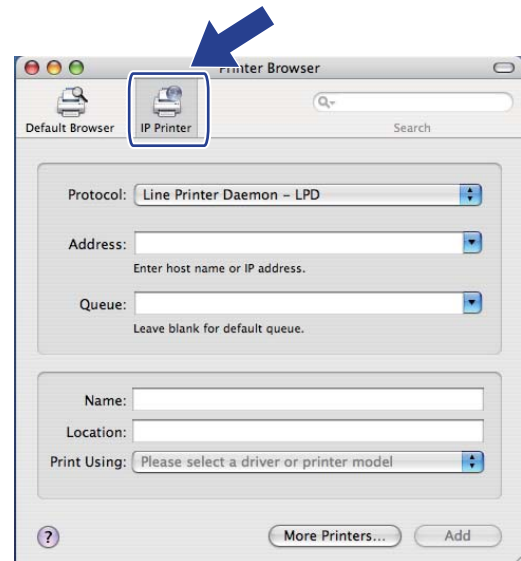 Printer Browser
Default Browser
IP Printer
Search
Protocol: Line Printer Daemon – LPD
Address:
Enter host name or IP address.
Queue:
Leave blank for default queue.
Name:
Location:
Print Using: Please select a driver or printer model
? More Printers... Add